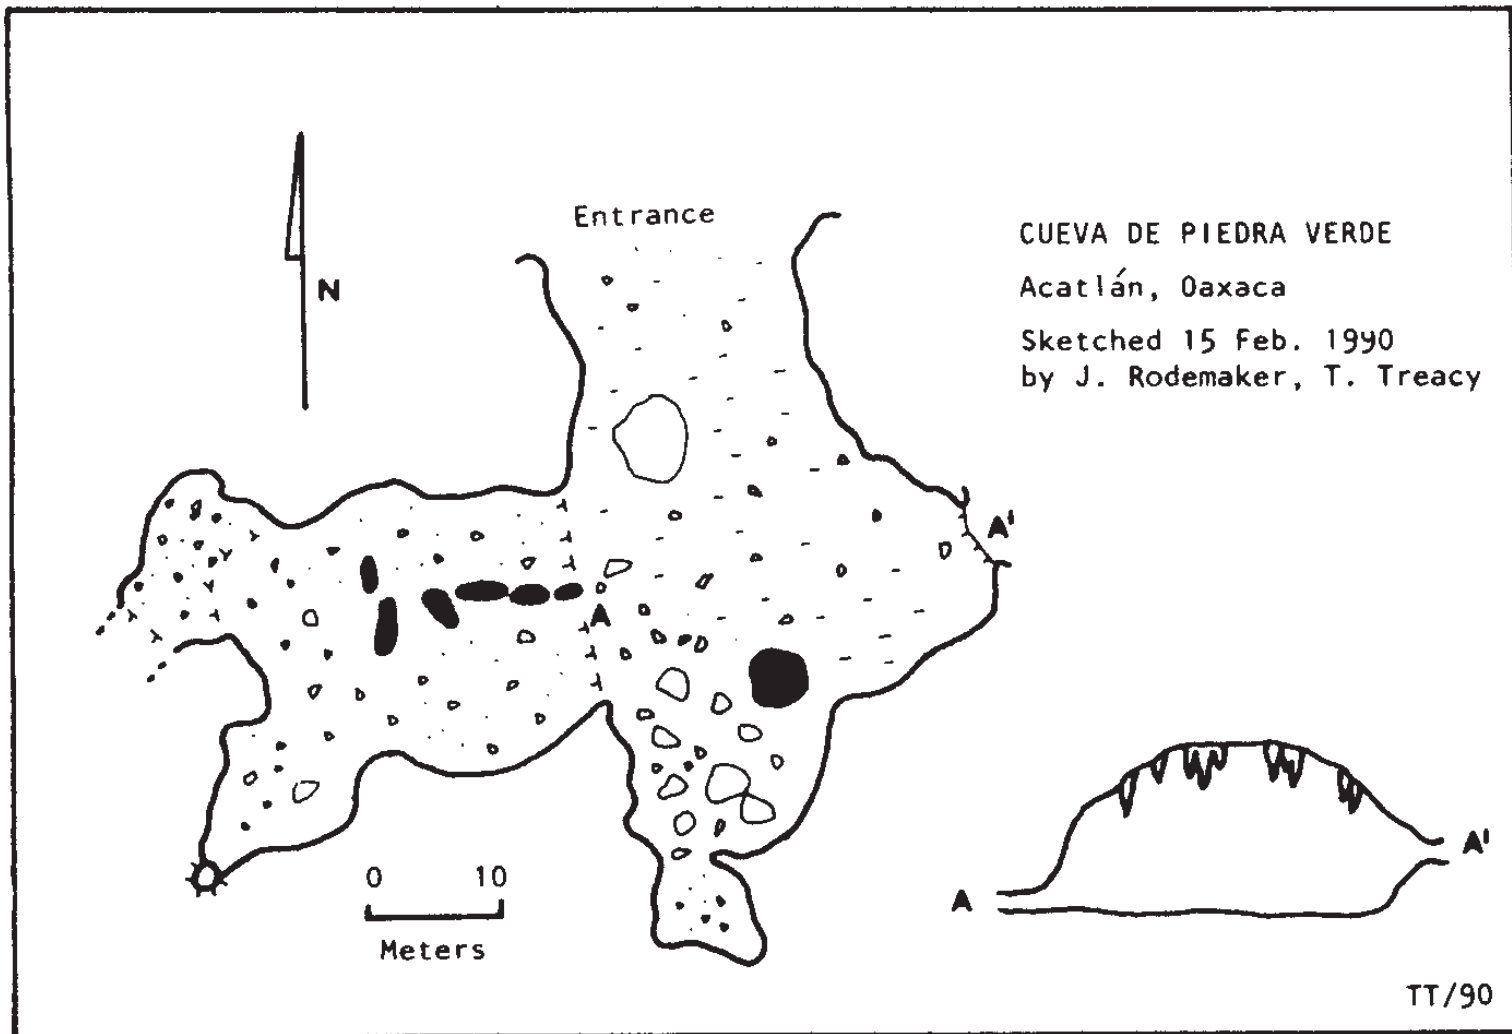 Entrance
N
CUEVA DE PIEDRA VERDE
Acatlán, Oaxaca
Sketched 15 Feb. 1990
by J. Rodemaker, T. Treacy
A'
A
0 10
Meters
A
A'
TT/90